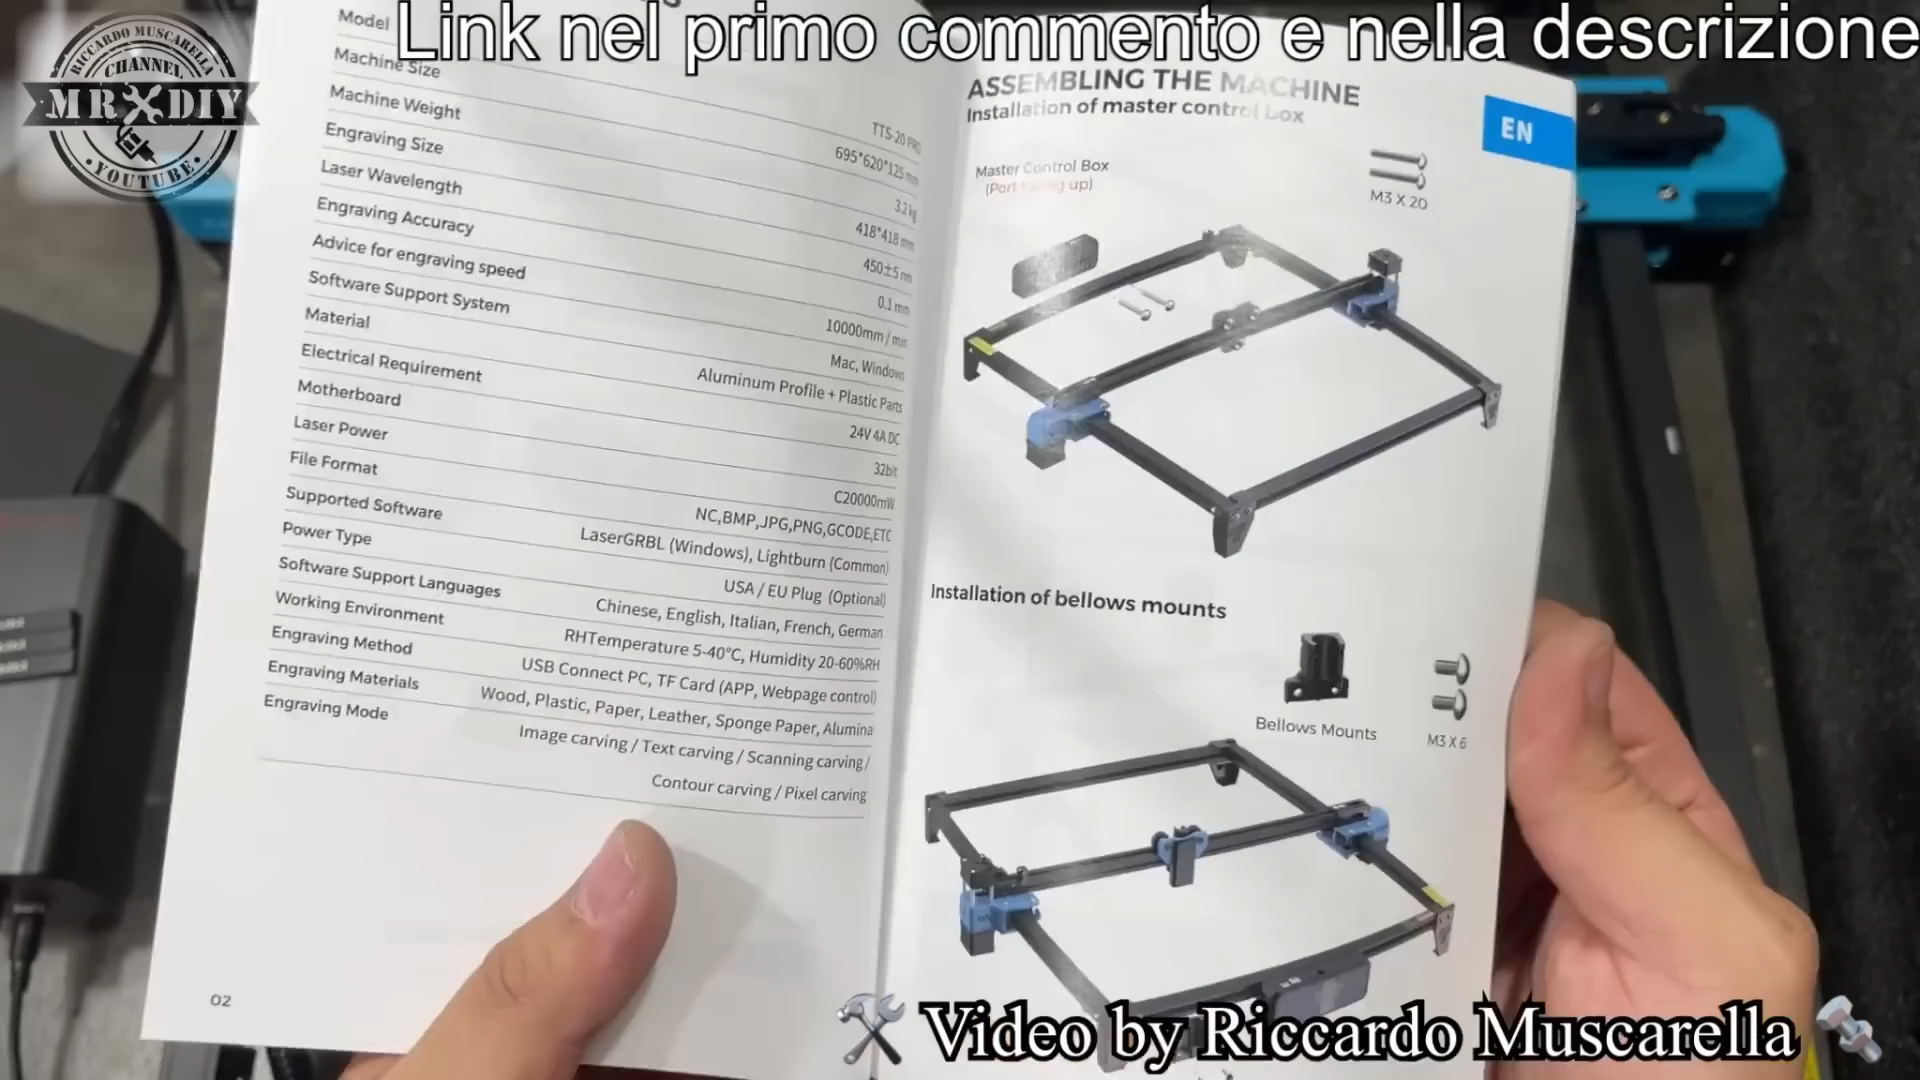 Link nel primo commento e nella descrizione
RICCARDO MUSCARELLA
CHANNEL
MR DIY
YOUTUBE
Model
TTS-20 PRO
Machine Size
695*620*125 mm
Machine Weight
3.2 kg
Engraving Size
418*418 mm
Laser Wavelength
450±5 nm
Engraving Accuracy
0.1 mm
Advice for engraving speed
10000mm / min
Software Support System
Mac, Windows
Material
Aluminum Profile + Plastic Parts
Electrical Requirement
24V 4A DC
Motherboard
32bit
Laser Power
C20000mW
File Format
NC,BMP,JPG,PNG,GCODE,ETC
Supported Software
LaserGRBL (Windows), Lightburn (Common)
Power Type
USA / EU Plug (Optional)
Software Support Languages
Chinese, English, Italian, French, German
Working Environment
RHTemperature 5-40°C, Humidity 20-60%RH
Engraving Method
USB Connect PC, TF Card (APP, Webpage control)
Engraving Materials
Wood, Plastic, Paper, Leather, Sponge Paper, Alumina
Engraving Mode
Image carving / Text carving / Scanning carving /
Contour carving / Pixel carving
02
ASSEMBLING THE MACHINE
Installation of master control box
EN
Master Control Box
(Port facing up)
M3 X 20
Installation of bellows mounts
Bellows Mounts
M3 X 6
Video by Riccardo Muscarella